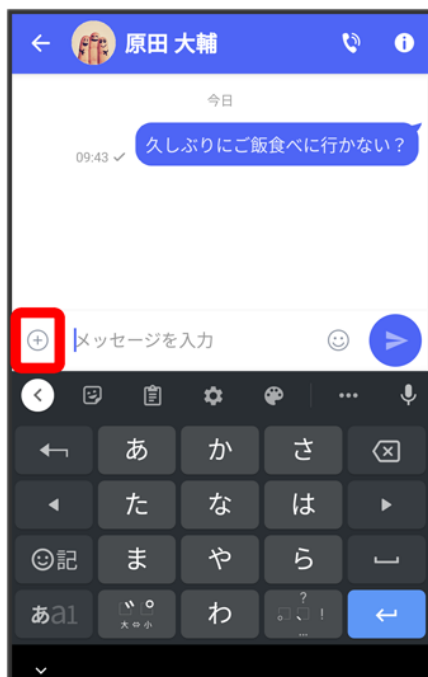 原田 大輔
今日
久しぶりにご飯食べに行かない？
09:43
メッセージを入力
あ か さ
た な は
記 ま や ら
あa1 大⇔小 わ 。、?!…